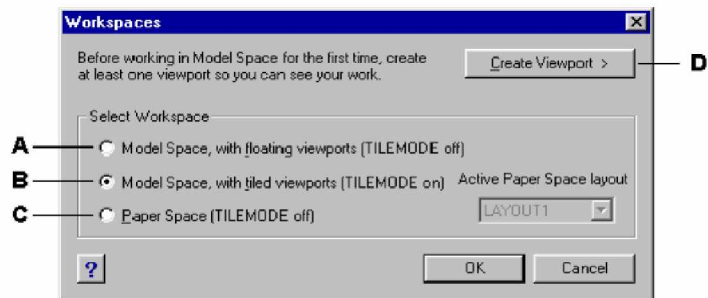 Workspaces
Before working in Model Space for the first time, create
at least one viewport so you can see your work.
Create Viewport >
D
Select Workspace
A
Model Space, with floating viewports (TILEMODE off)
B
Model Space, with tiled viewports (TILEMODE on)
Active Paper Space layout
C
Paper Space (TILEMODE off)
LAYOUT1
?
OK
Cancel